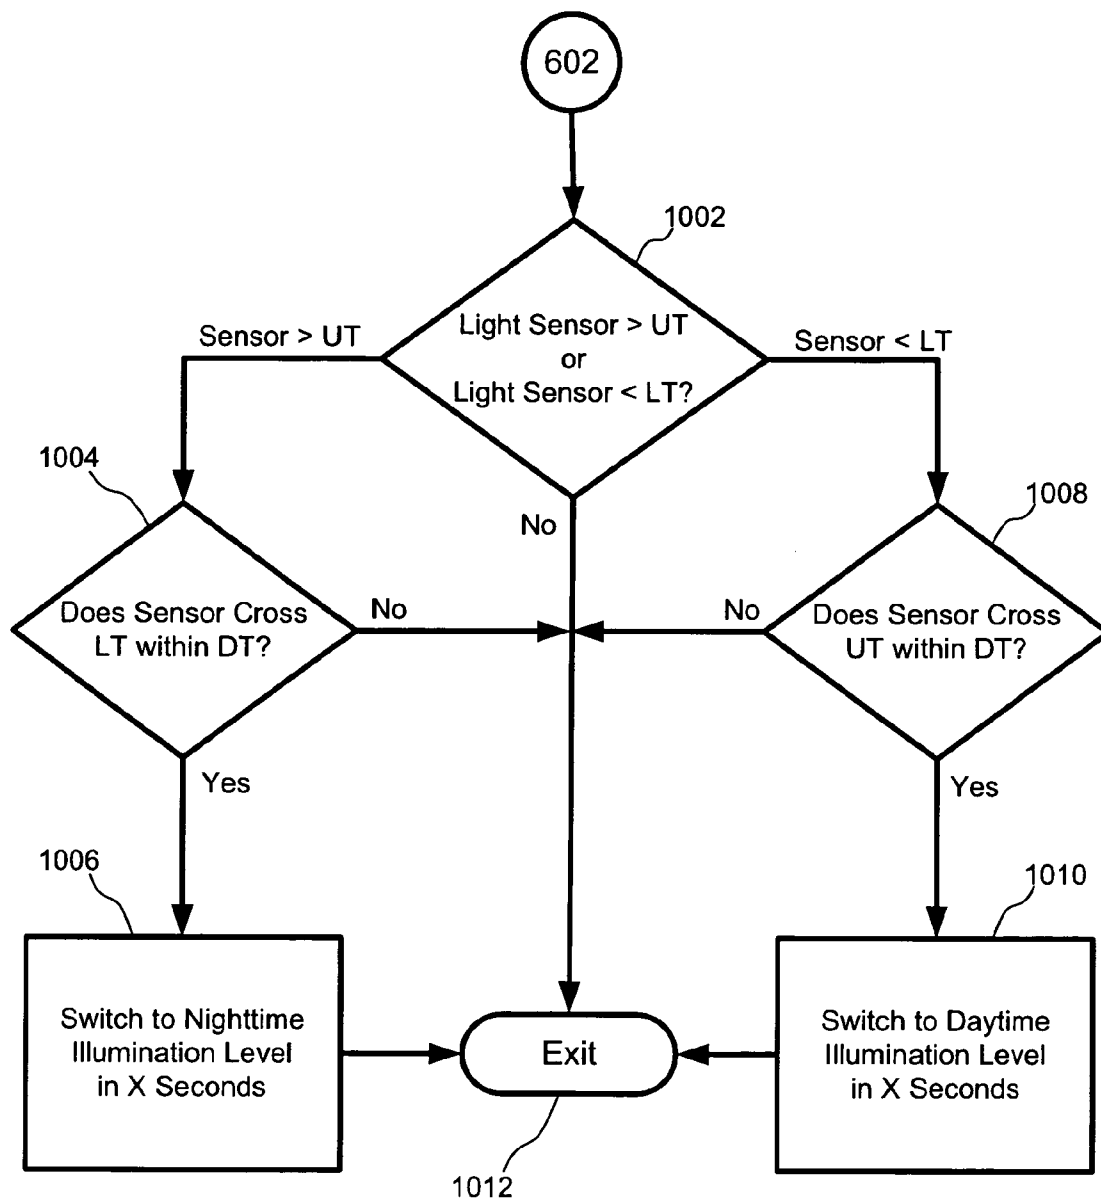 602
1002
Sensor > UT
Light Sensor > UT
or
Light Sensor < LT?
Sensor < LT
1004
No
1008
Does Sensor Cross
LT within DT?
No
No
Does Sensor Cross
UT within DT?
Yes
Yes
1006
1010
Switch to Nighttime
Illumination Level
in X Seconds
Exit
Switch to Daytime
Illumination Level
in X Seconds
1012